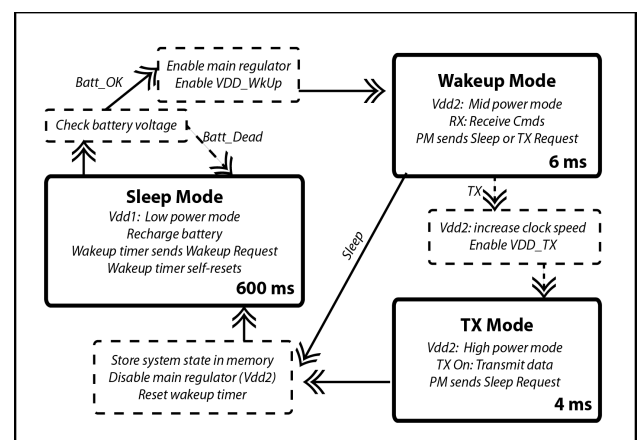 Enable main regulator
Enable VDD_WkUp
Batt_OK
Check battery voltage
Batt_Dead
Wakeup Mode
Vdd2: Mid power mode
RX: Receive Cmds
PM sends Sleep or TX Request
6 ms
Sleep Mode
Vdd1: Low power mode
Recharge battery
Wakeup timer sends Wakeup Request
Wakeup timer self-resets
600 ms
Sleep
TX
Vdd2: increase clock speed
Enable VDD_TX
TX Mode
Vdd2: High power mode
TX On: Transmit data
PM sends Sleep Request
4 ms
Store system state in memory
Disable main regulator (Vdd2)
Reset wakeup timer